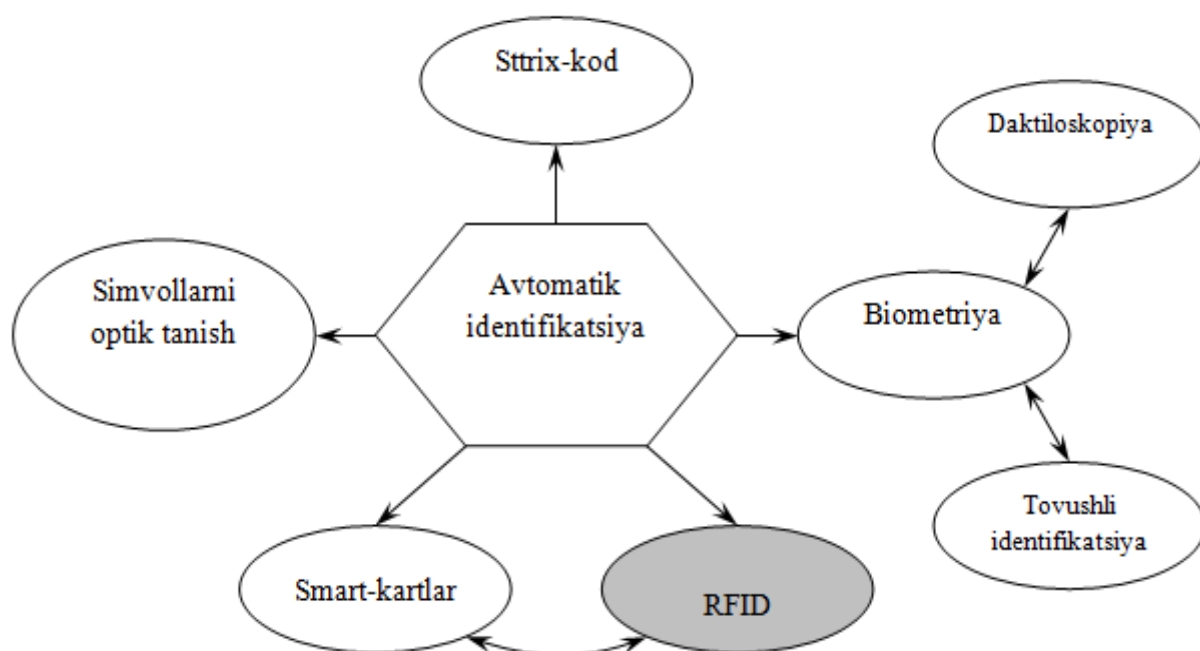 Sttrix-kod
Daktiloskopiya
Simvollarni
optik tanish
Avtomatik
identifikatsiya
Biometriya
Tovushli
identifikatsiya
Smart-kartlar
RFID